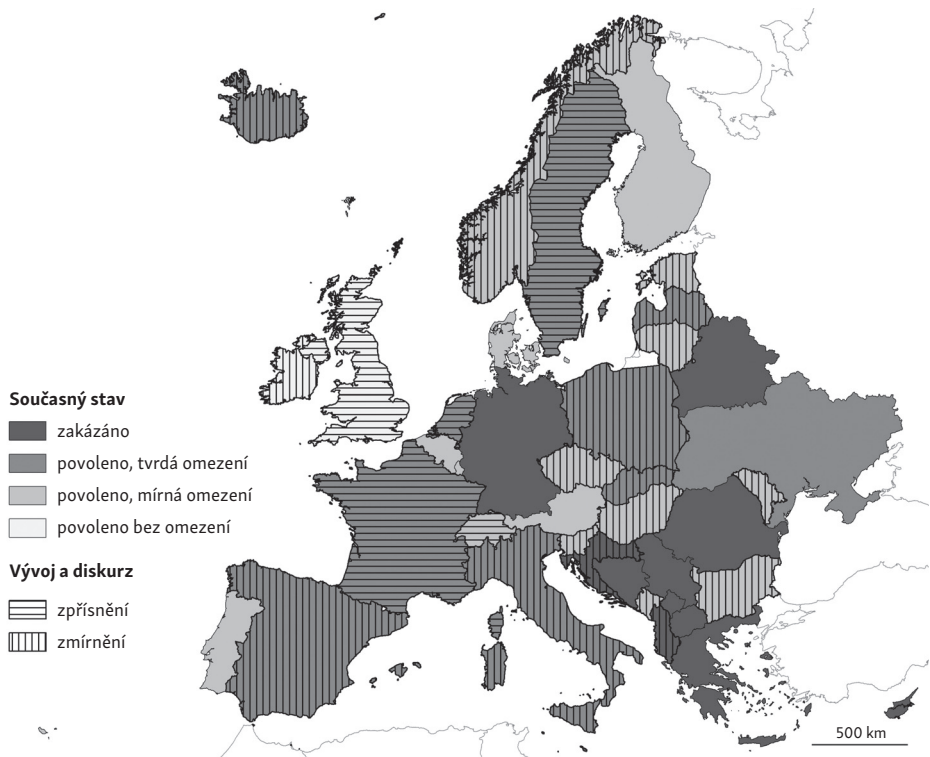 Současný stav
zakázáno
povoleno, tvrdá omezení
povoleno, mírná omezení
povoleno bez omezení
Vývoj a diskurz
zpřísnění
zmírnění
500 km